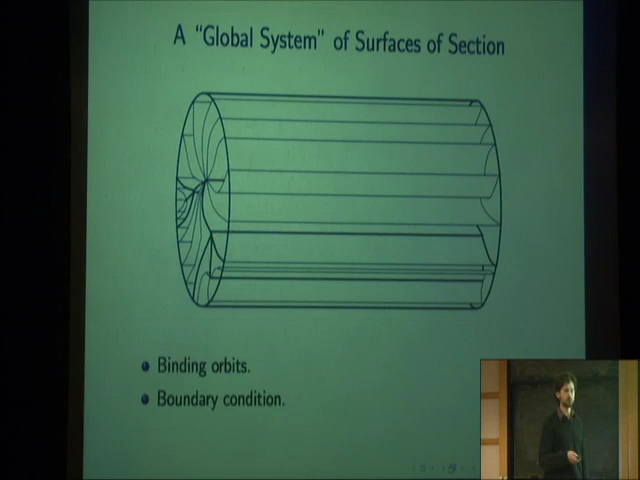 A “Global System” of Surfaces of Section
Binding orbits.
Boundary condition.